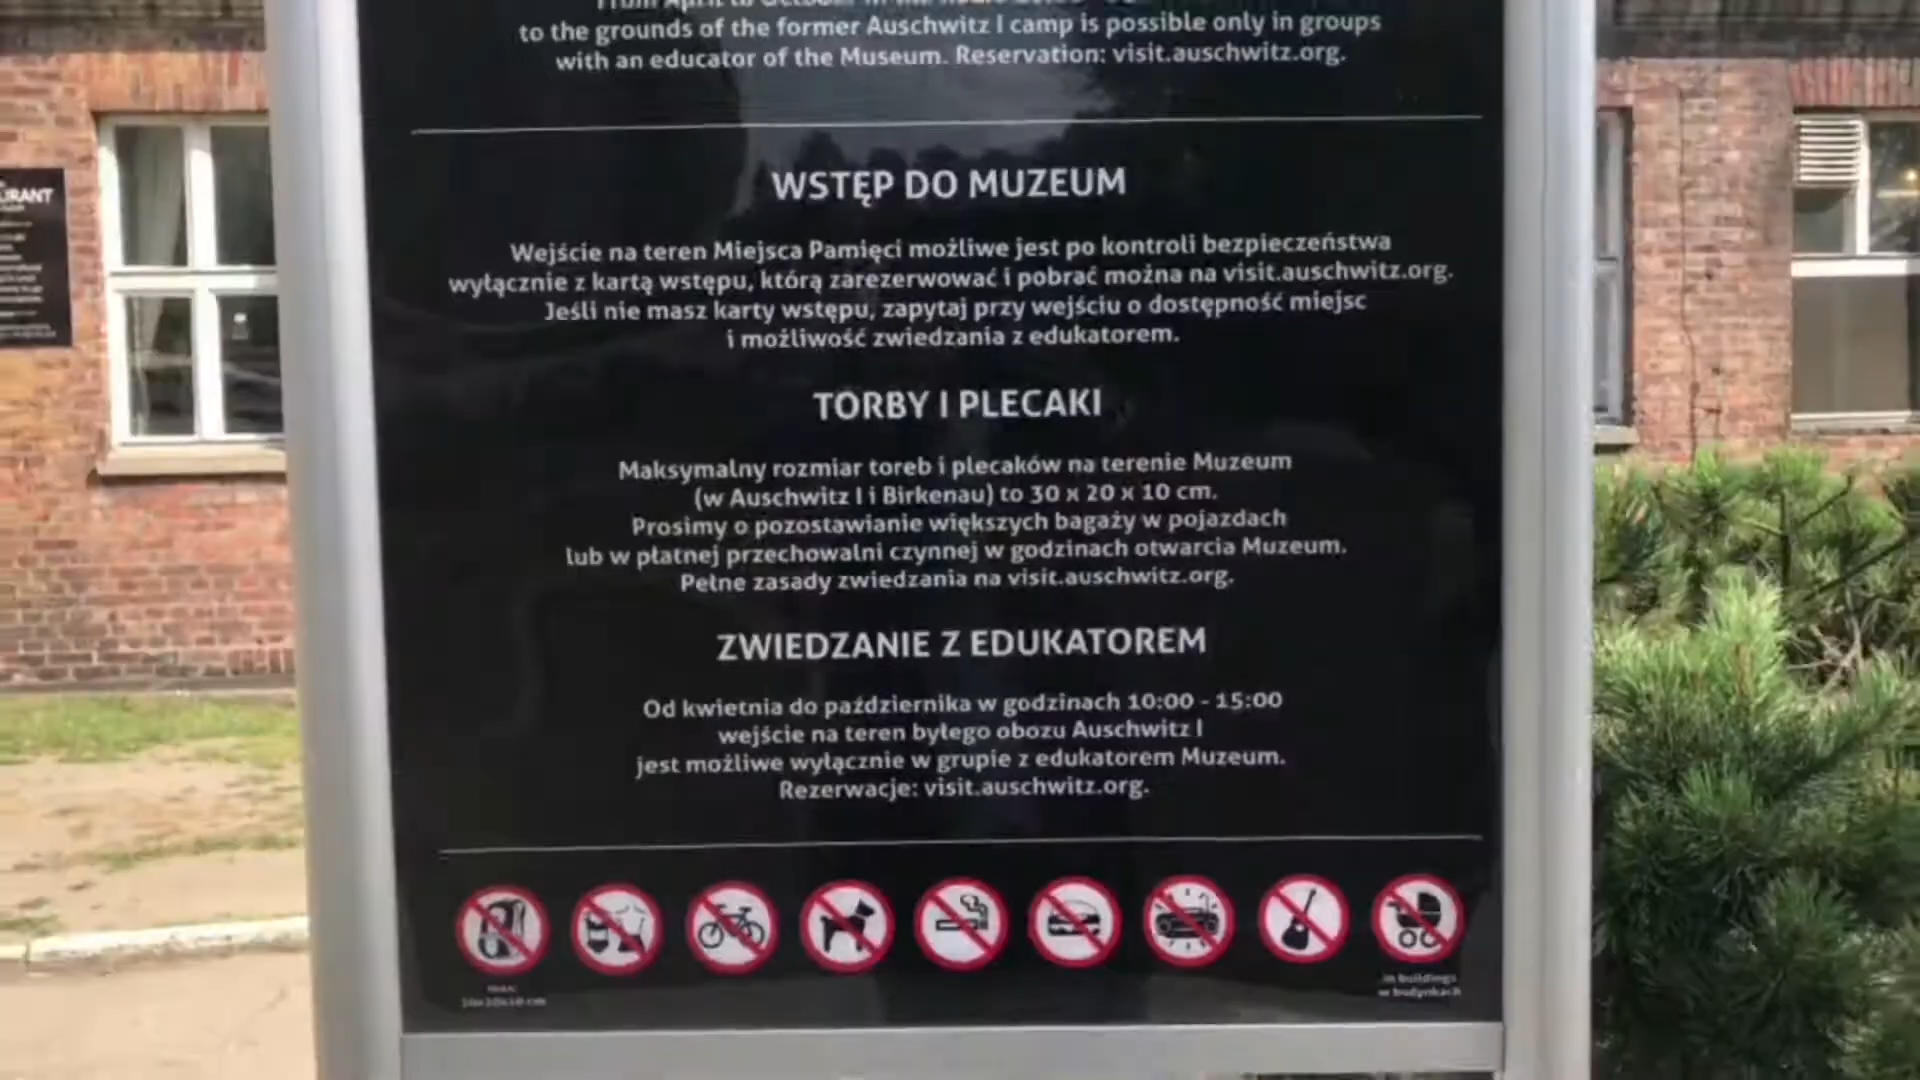 to the grounds of the former Auschwitz I camp is possible only in groups
with an educator of the Museum. Reservation: visit.auschwitz.org.
WSTĘP DO MUZEUM
Wejście na teren Miejsca Pamięci możliwe jest po kontroli bezpieczeństwa
wyłącznie z kartą wstępu, którą zarezerwować i pobrać można na visit.auschwitz.org.
Jeśli nie masz karty wstępu, zapytaj przy wejściu o dostępność miejsc
i możliwość zwiedzania z edukatorem.
TORBY I PLECAKI
Maksymalny rozmiar toreb i plecaków na terenie Muzeum
(w Auschwitz I i Birkenau) to 30 x 20 x 10 cm.
Prosimy o pozostawianie większych bagaży w pojazdach
lub w płatnej przechowalni czynnej w godzinach otwarcia Muzeum.
Pełne zasady zwiedzania na visit.auschwitz.org.
ZWIEDZANIE Z EDUKATOREM
Od kwietnia do października w godzinach 10:00 - 15:00
wejście na teren byłego obozu Auschwitz I
jest możliwe wyłącznie w grupie z edukatorem Muzeum.
Rezerwacje: visit.auschwitz.org.
in buildings
w budynkach